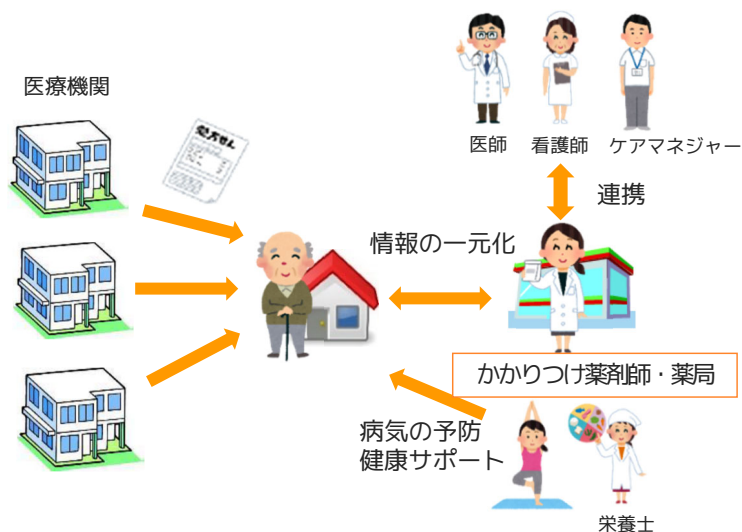 医療機関
処方せん
医師
看護師
ケアマネジャー
連携
情報の一元化
かかりつけ薬剤師・薬局
病気の予防
健康サポート
栄養士